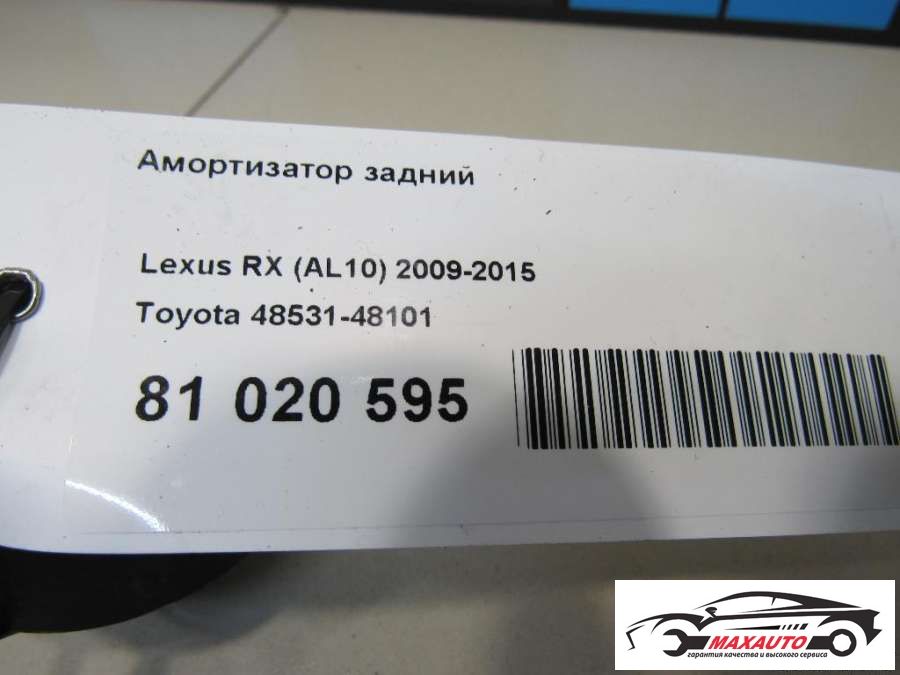 Амортизатор задний
Lexus RX (AL10) 2009-2015
Toyota 48531-48101
81 020 595
MAXAUTO
гарантия качества и высокого сервиса